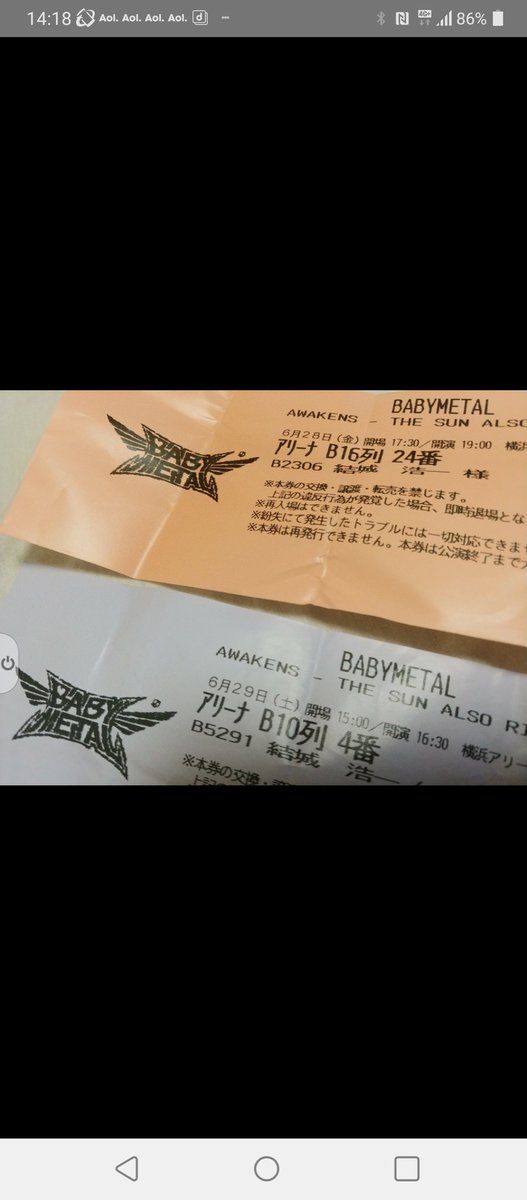 14:18 Aol. Aol. Aol. Aol. 86%
BABY METAL
BABYMETAL
AWAKENS - THE SUN ALSO
6月28日(金) 開場 17:30/開演 19:00 横浜
アリーナ B16列 24番
B2306 結城 浩一 様
※本券の交換・譲渡・転売を禁じます。
上記の違反行為が発覚した場合、即時退場とな
※再入場はできません。
※紛失にて発生したトラブルには一切対応できませ
※本券は再発行できません。本券は公演終了まで
BABY METAL
BABYMETAL
AWAKENS - THE SUN ALSO RI
6月29日(土) 開場 15:00/開演 16:30 横浜アリー
アリーナ B10列 4番
B5291 結城 浩一
※本券の交換・
上記の